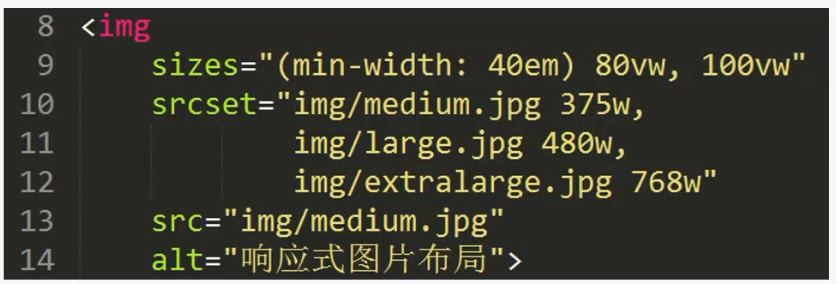 8 <img
9 sizes="(min-width: 40em) 80vw, 100vw"
10 srcset="img/medium.jpg 375w,
11 img/large.jpg 480w,
12 img/extralarge.jpg 768w"
13 src="img/medium.jpg"
14 alt="响应式图片布局">